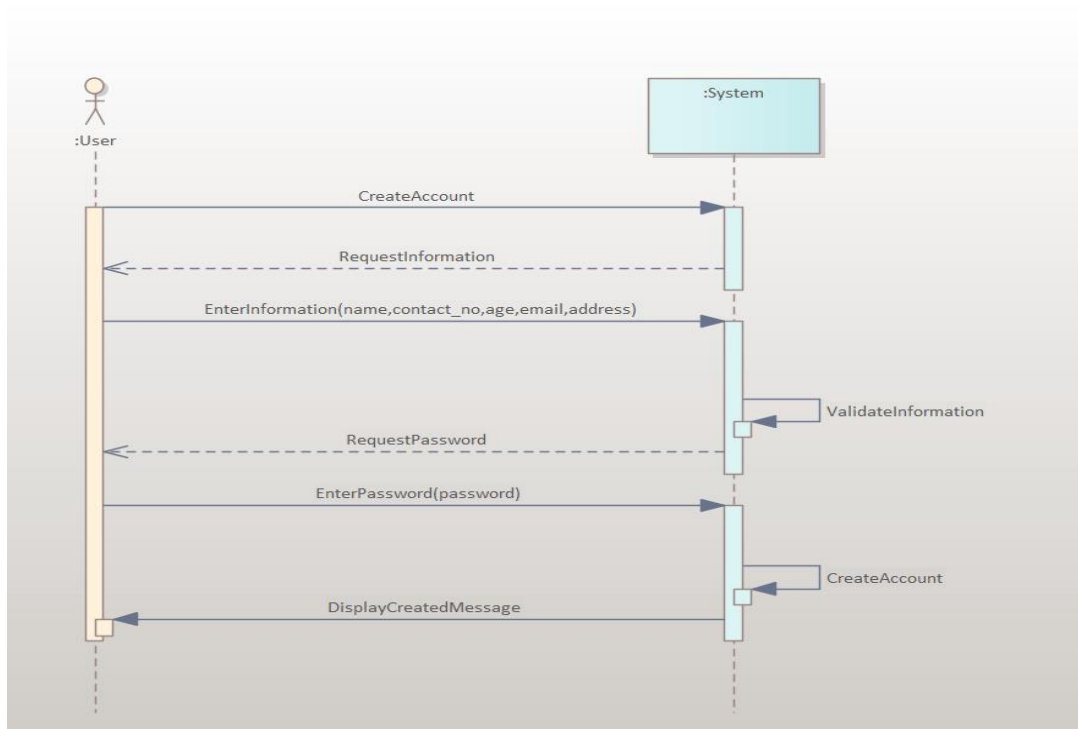 :User
:System
CreateAccount
RequestInformation
EnterInformation(name,contact_no,age,email,address)
ValidateInformation
RequestPassword
EnterPassword(password)
CreateAccount
DisplayCreatedMessage